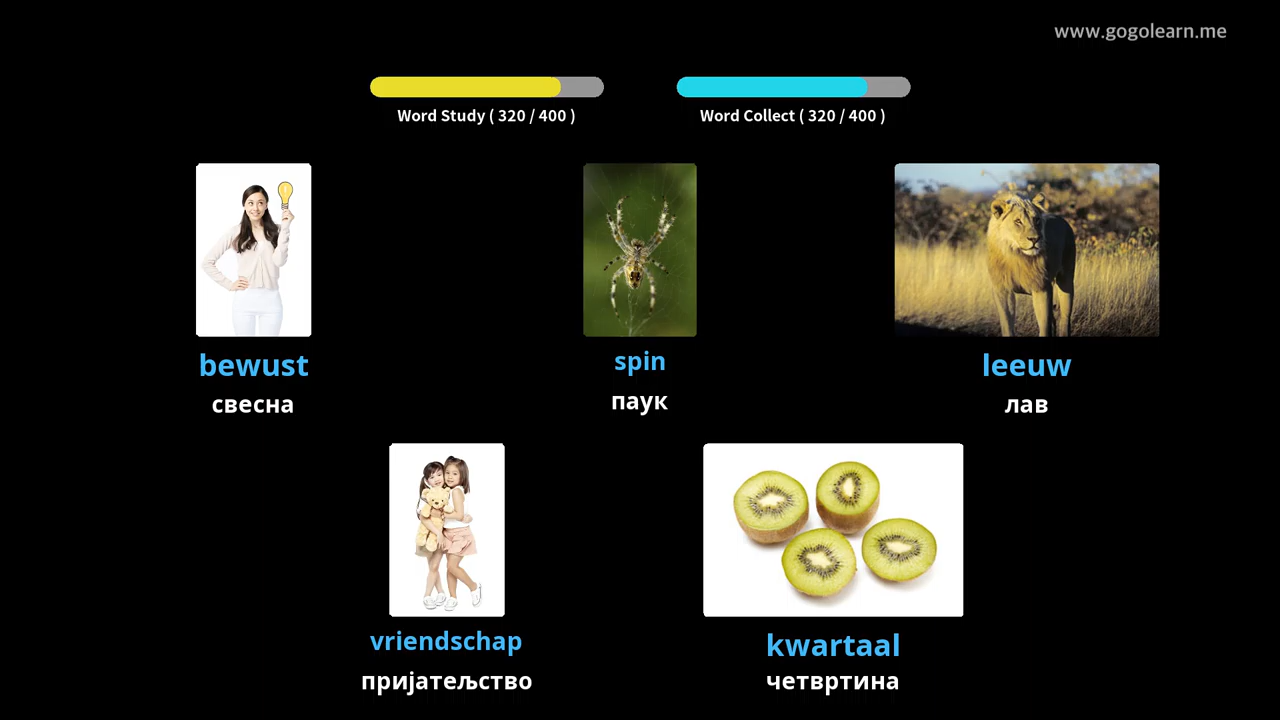 www.gogolearn.me
Word Study ( 320 / 400 )
Word Collect ( 320 / 400 )
bewust
свесна
spin
паук
leeuw
лав
vriendschap
пријатељство
kwartaal
четвртина